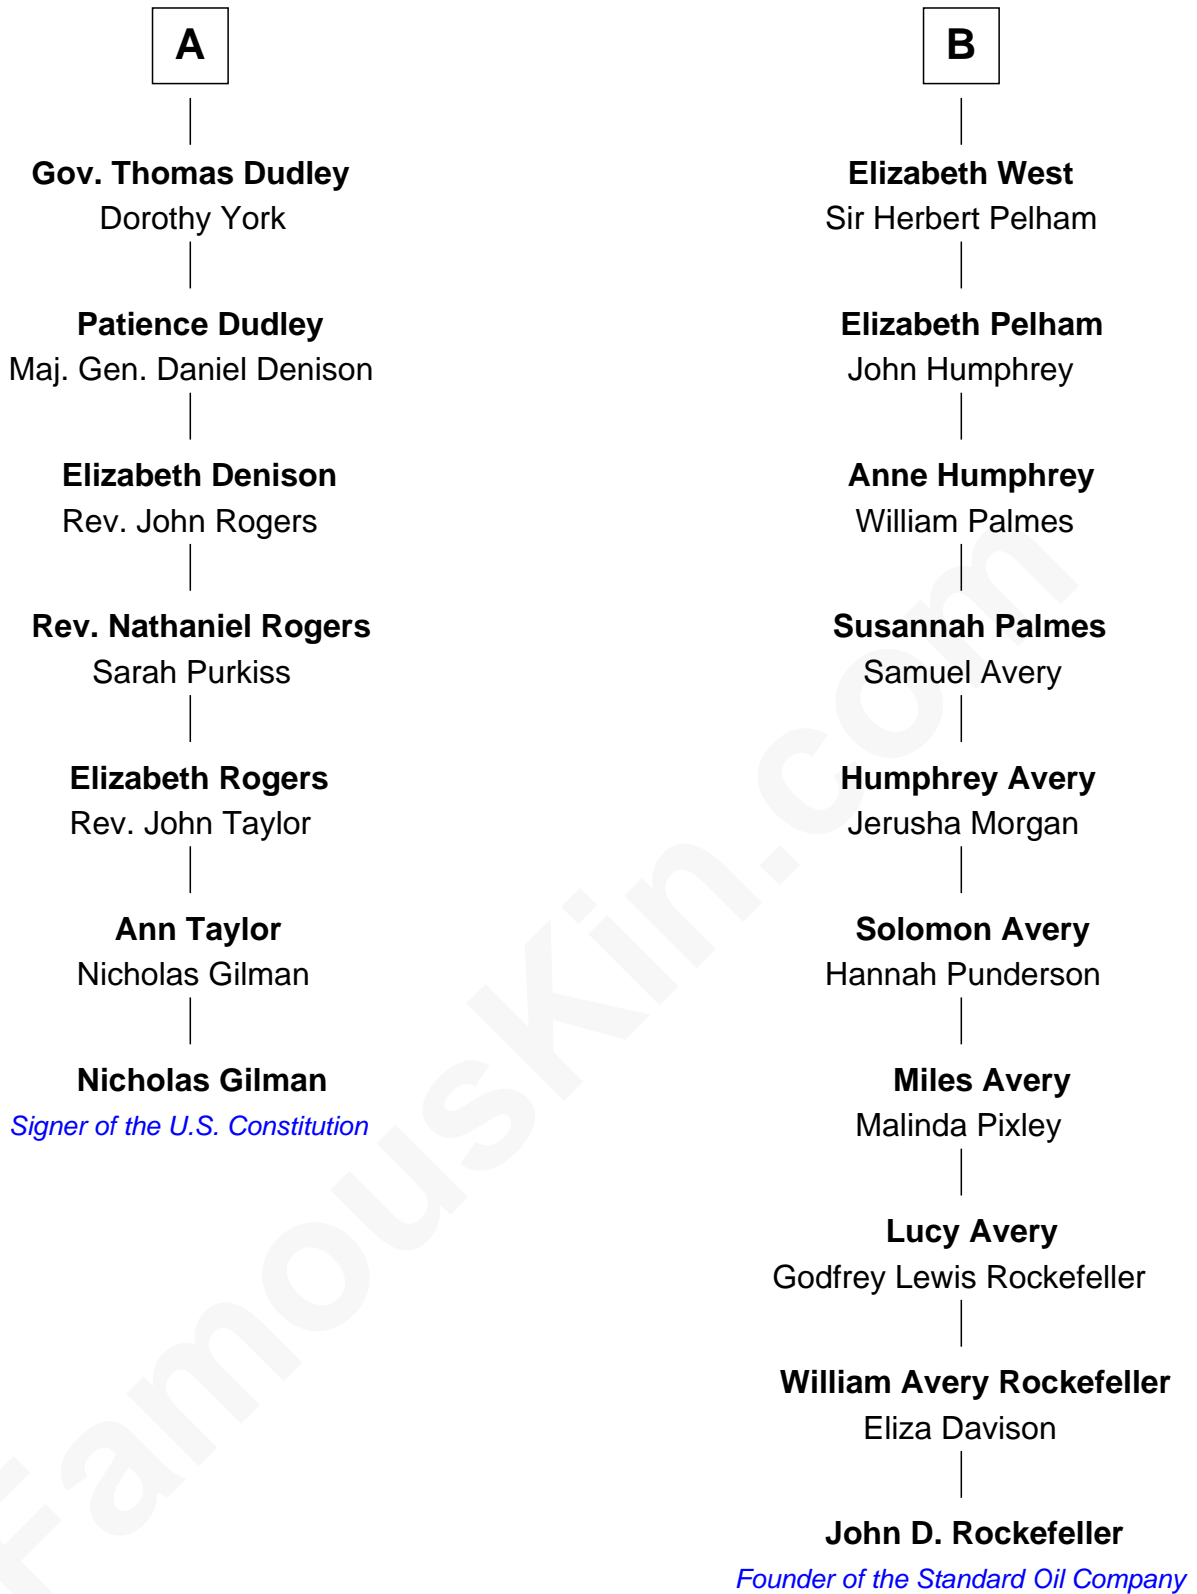 A
Gov. Thomas Dudley
Dorothy York
Patience Dudley
Maj. Gen. Daniel Denison
Elizabeth Denison
Rev. John Rogers
Rev. Nathaniel Rogers
Sarah Purkiss
Elizabeth Rogers
Rev. John Taylor
Ann Taylor
Nicholas Gilman
Nicholas Gilman
Signer of the U.S. Constitution
B
Elizabeth West
Sir Herbert Pelham
Elizabeth Pelham
John Humphrey
Anne Humphrey
William Palmes
Susannah Palmes
Samuel Avery
Humphrey Avery
Jerusha Morgan
Solomon Avery
Hannah Punderson
Miles Avery
Malinda Pixley
Lucy Avery
Godfrey Lewis Rockefeller
William Avery Rockefeller
Eliza Davison
John D. Rockefeller
Founder of the Standard Oil Company
FamousKin.com